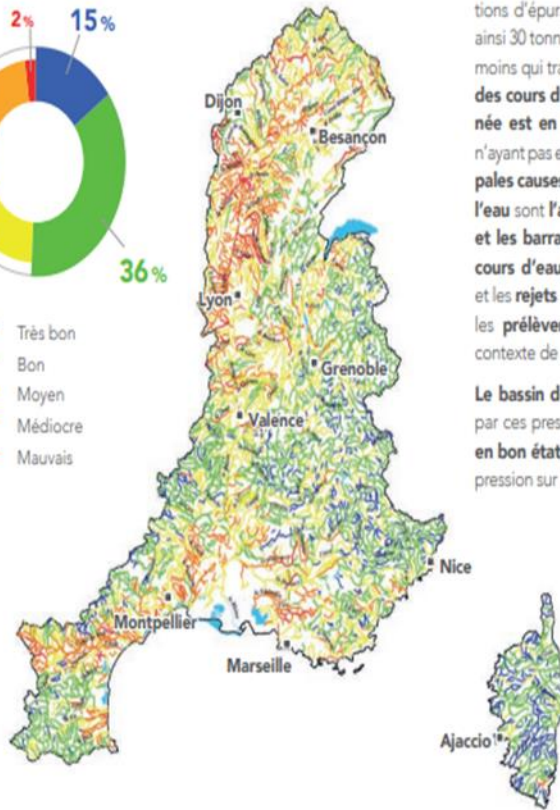 2%
15%
36%
Très bon
Bon
Moyen
Médiocre
Mauvais
Dijon
Besançon
Lyon
Grenoble
Valence
Nice
Montpellier
Marseille
Ajaccio
tions d'épur
ainsi 30 tonn
moins qui tra
des cours d
née est en
n'ayant pas e
pales causes
l'eau sont l'a
et les barra
cours d'eau
et les rejets
les prélèver
contexte de
Le bassin d
par ces pres
en bon état
pression sur